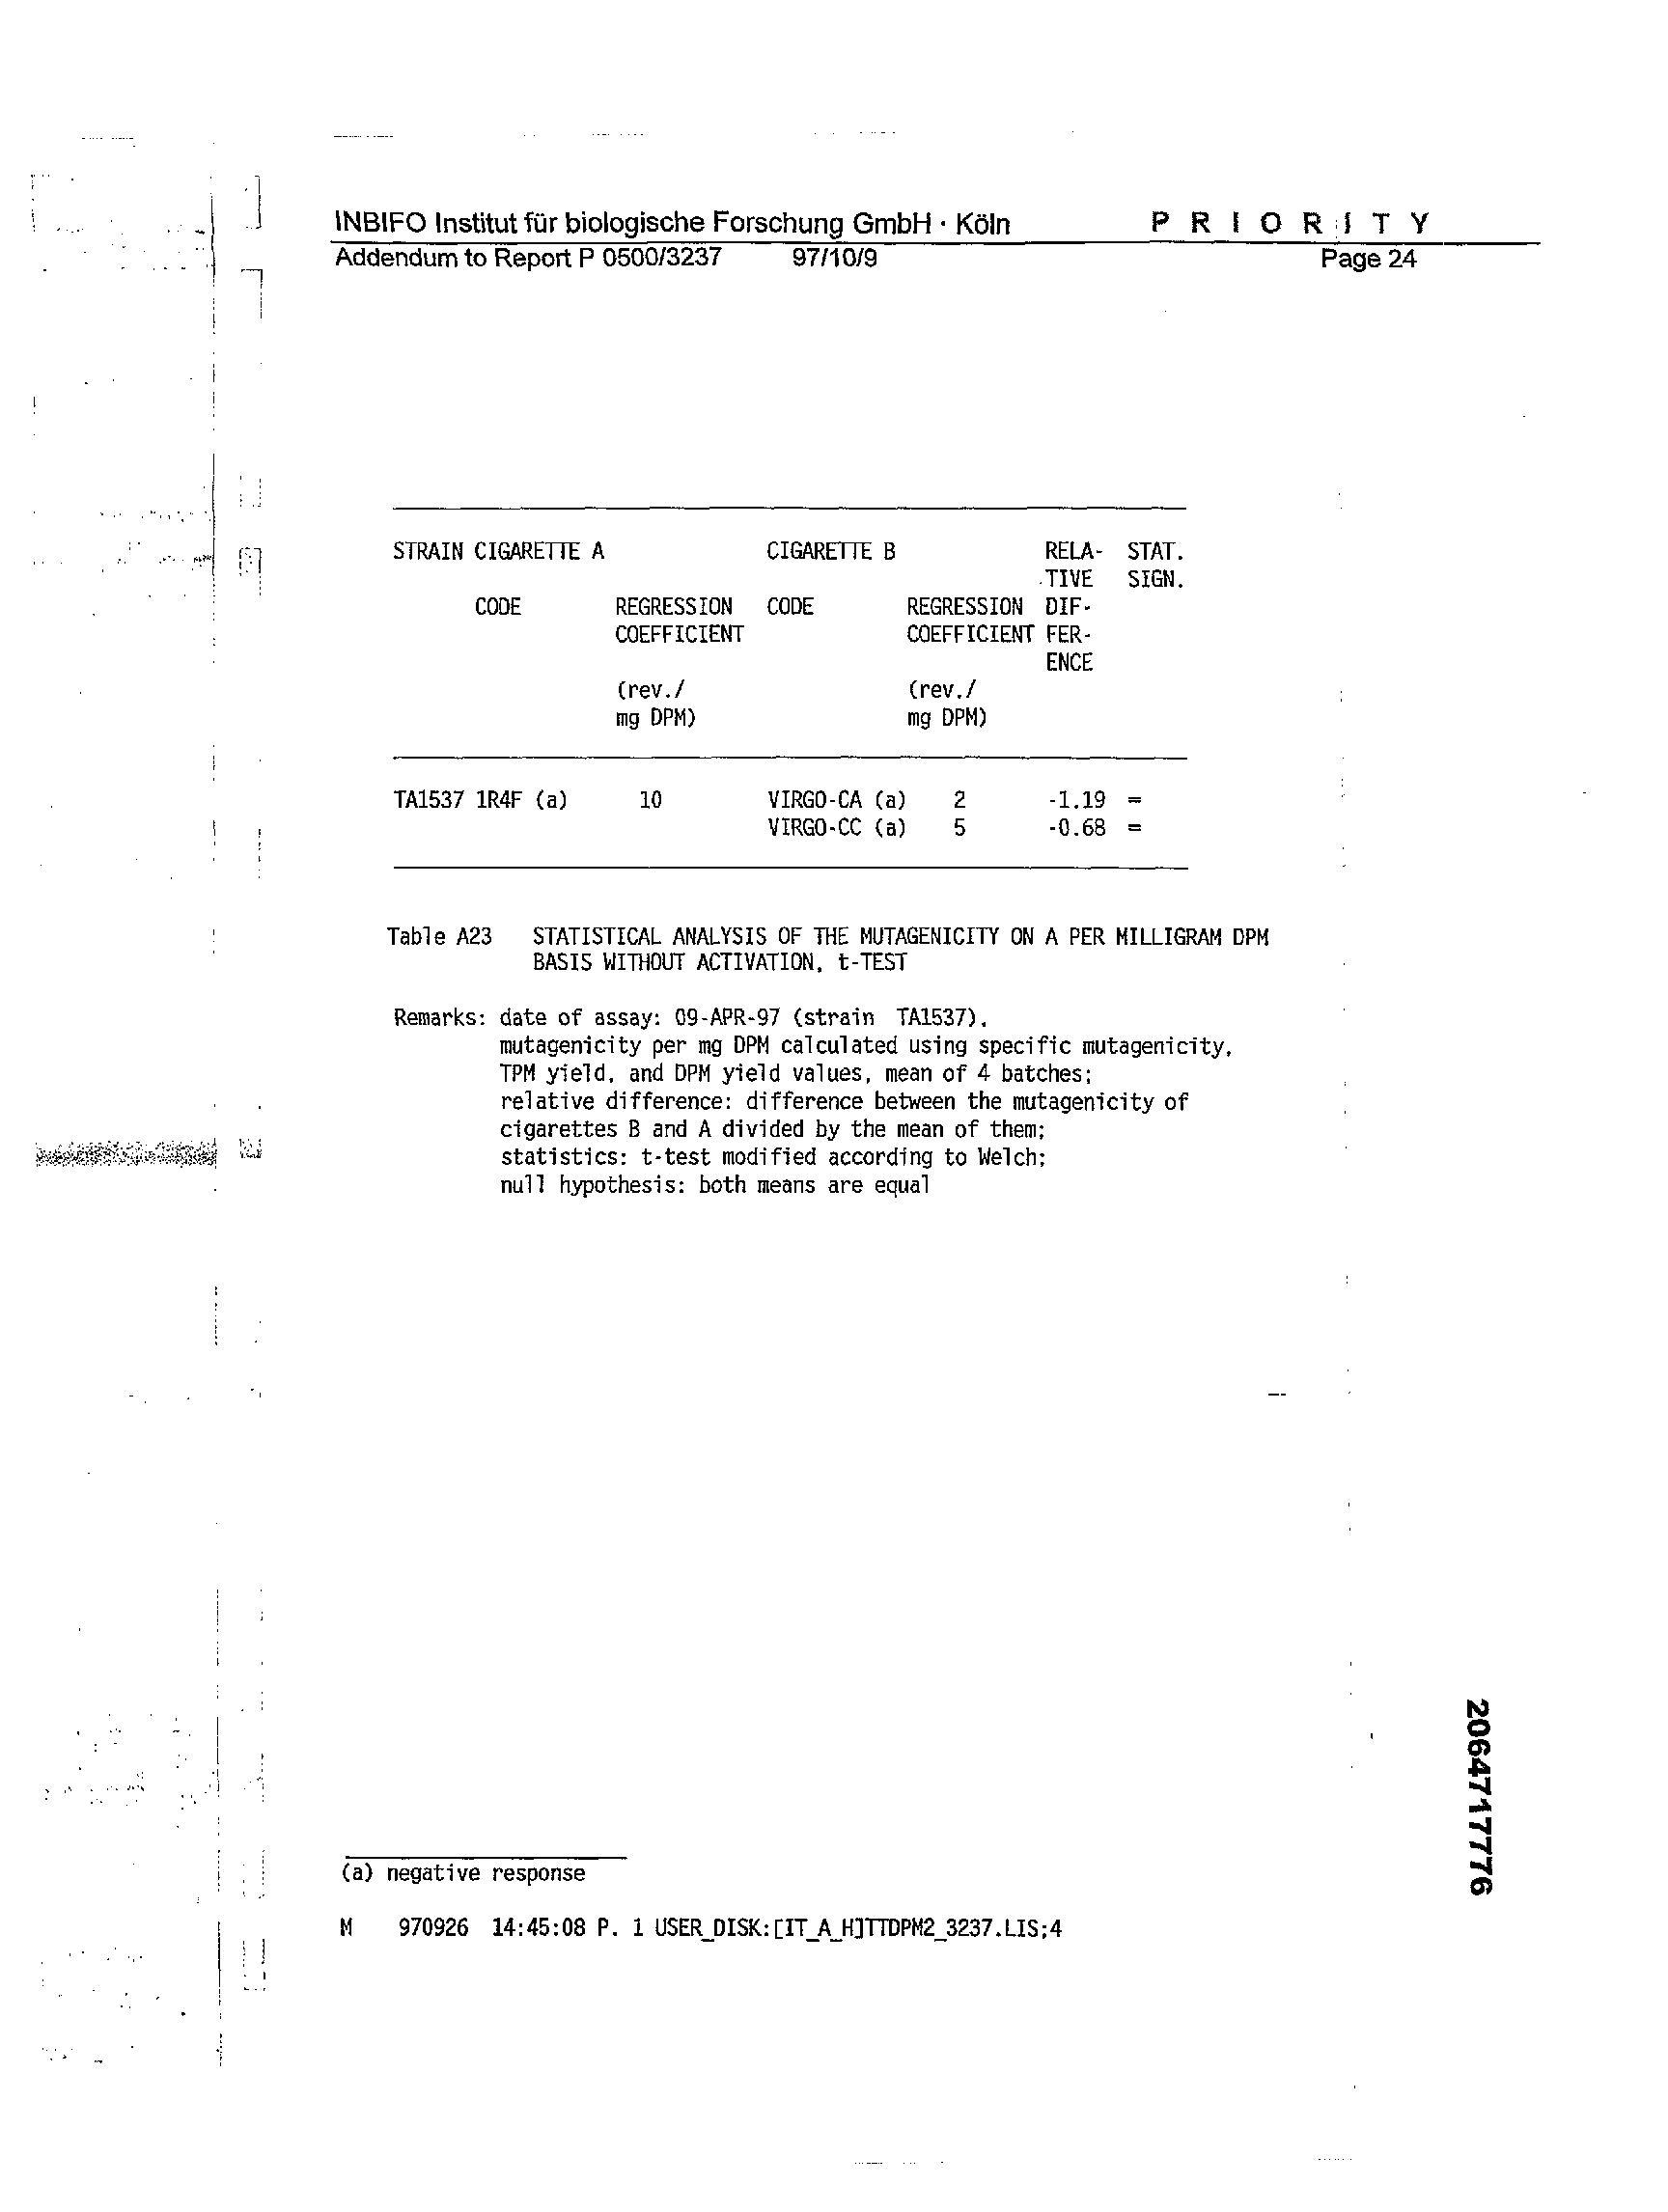 INBIFO Institut für biologische Forschung GmbH · Köln P R I O R I T Y
Addendum to Report P 0500/3237 97/10/9 Page 24
STRAIN CIGARETTE A CIGARETTE B RELA- STAT.
TIVE SIGN.
CODE REGRESSION CODE REGRESSION DIF-
COEFFICIENT COEFFICIENT FER-
ENCE
(rev./ (rev./
mg DPM) mg DPM)
TA1537 1R4F (a) 10 VIRGO-CA (a) 2 -1.19 =
VIRGO-CC (a) 5 -0.68 =
Table A23 STATISTICAL ANALYSIS OF THE MUTAGENICITY ON A PER MILLIGRAM DPM
BASIS WITHOUT ACTIVATION, t-TEST
Remarks: date of assay: 09-APR-97 (strain TA1537),
mutagenicity per mg DPM calculated using specific mutagenicity,
TPM yield, and DPM yield values, mean of 4 batches;
relative difference: difference between the mutagenicity of
cigarettes B and A divided by the mean of them;
statistics: t-test modified according to Welch;
null hypothesis: both means are equal
2064717776
(a) negative response
M 970926 14:45:08 P. 1 USER_DISK:[IT_A_H]TTDPM2_3237.LIS;4